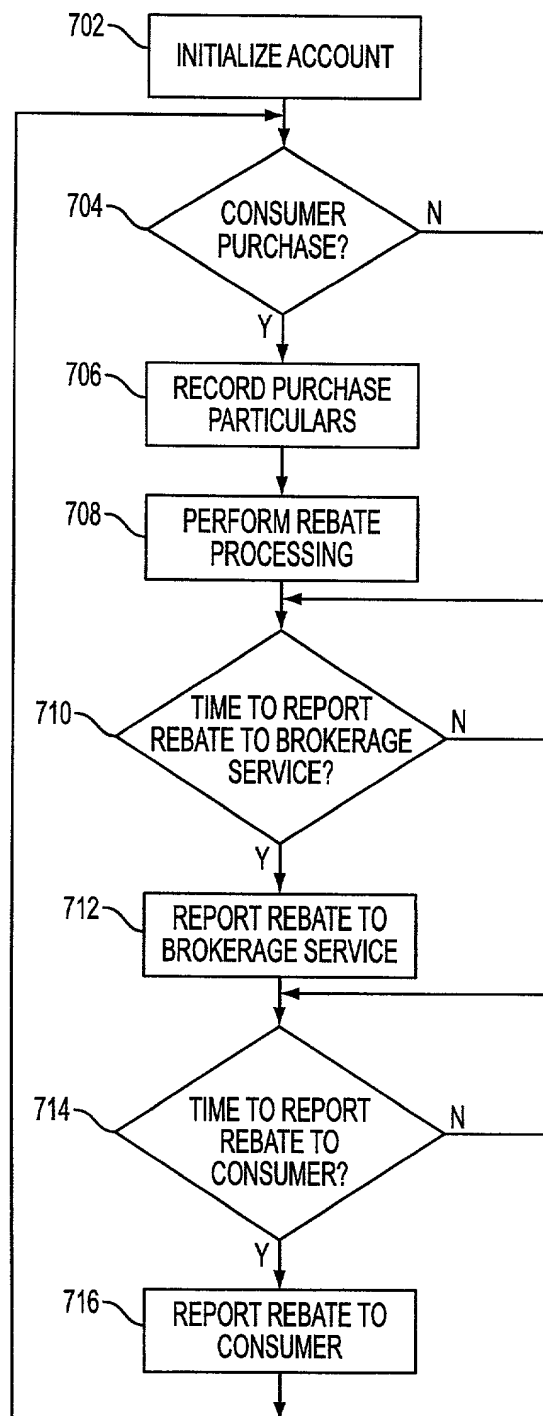 702
INITIALIZE ACCOUNT
704
CONSUMER
PURCHASE?
N
Y
706
RECORD PURCHASE
PARTICULARS
708
PERFORM REBATE
PROCESSING
710
TIME TO REPORT
REBATE TO BROKERAGE
SERVICE?
N
Y
712
REPORT REBATE TO
BROKERAGE SERVICE
714
TIME TO REPORT
REBATE TO
CONSUMER?
N
Y
716
REPORT REBATE TO
CONSUMER